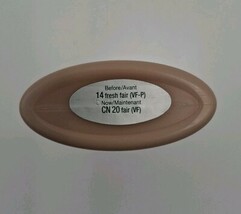 Before/Avant
14 fresh fair (VF-P)
Now/Maintenant
CN 20 fair (VF)